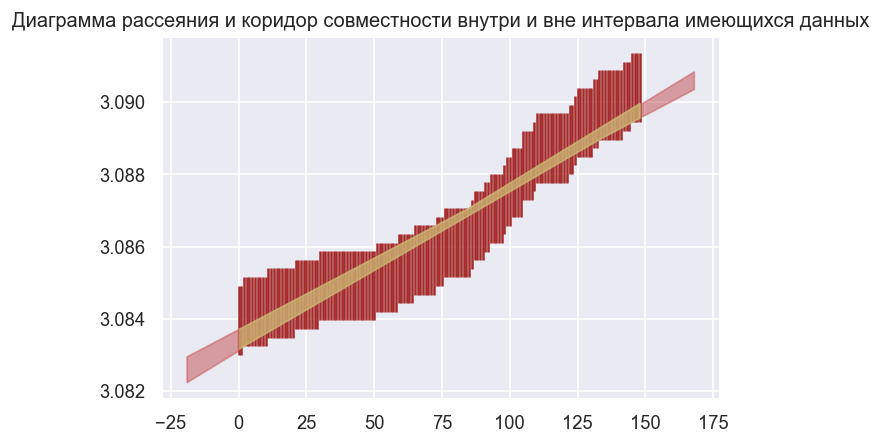 Диаграмма рассеяния и коридор совместности внутри и вне интервала имеющихся данных
3.090
3.088
3.086
3.084
3.082
−25 0 25 50 75 100 125 150 175